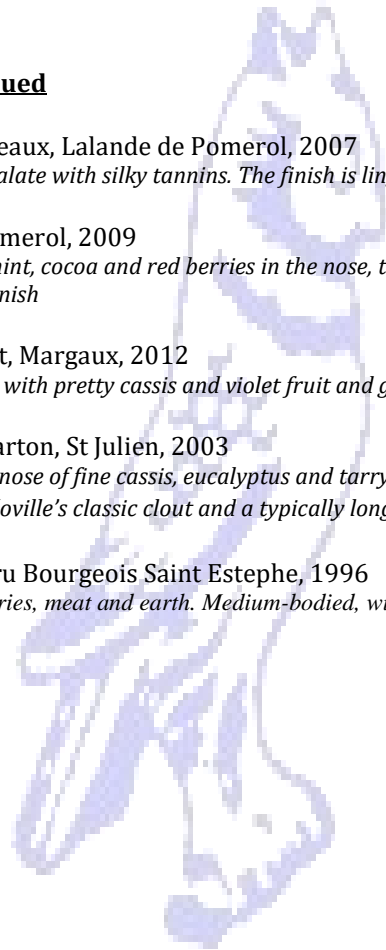 ued
eaux, Lalande de Pomerol, 2007
alate with silky tannins. The finish is lin
merol, 2009
int, cocoa and red berries in the nose, t
nish
t, Margaux, 2012
with pretty cassis and violet fruit and g
arton, St Julien, 2003
nose of fine cassis, eucalyptus and tarry
oville's classic clout and a typically long
ru Bourgeois Saint Estephe, 1996
ries, meat and earth. Medium-bodied, wi